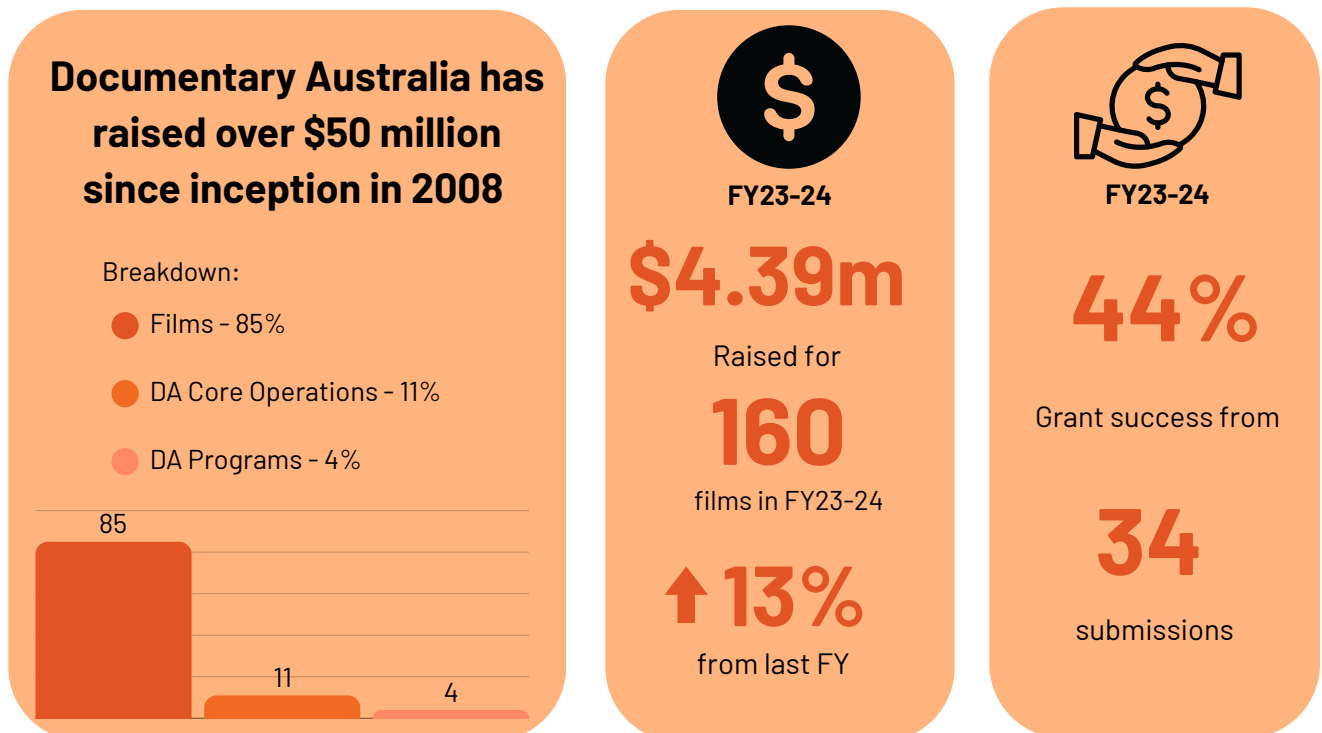 Documentary Australia has
raised over $50 million
since inception in 2008
Breakdown:
Films - 85%
DA Core Operations - 11%
DA Programs - 4%
85
11
4
$
FY23-24
$4.39m
Raised for
160
films in FY23-24
13%
from last FY
$
FY23-24
44%
Grant success from
34
submissions